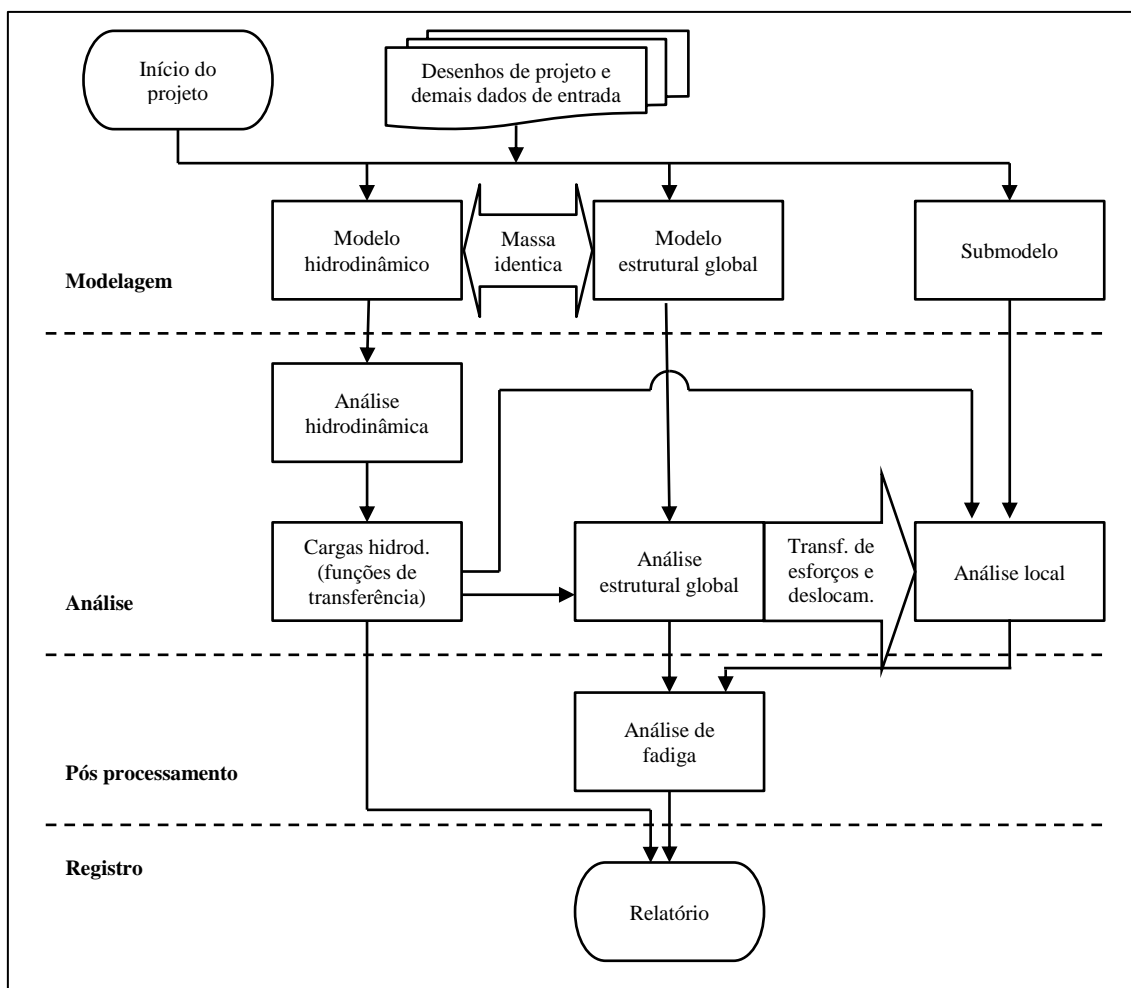 Início do
projeto
Desenhos de projeto e
demais dados de entrada
Modelo
hidrodinâmico
Massa
identica
Modelo
estrutural global
Submodelo
Modelagem
Análise
hidrodinâmica
Cargas hidrod.
(funções de
transferência)
Análise
estrutural global
Transf. de
esforços e
deslocam.
Análise local
Análise
Análise de
fadiga
Pós processamento
Registro
Relatório